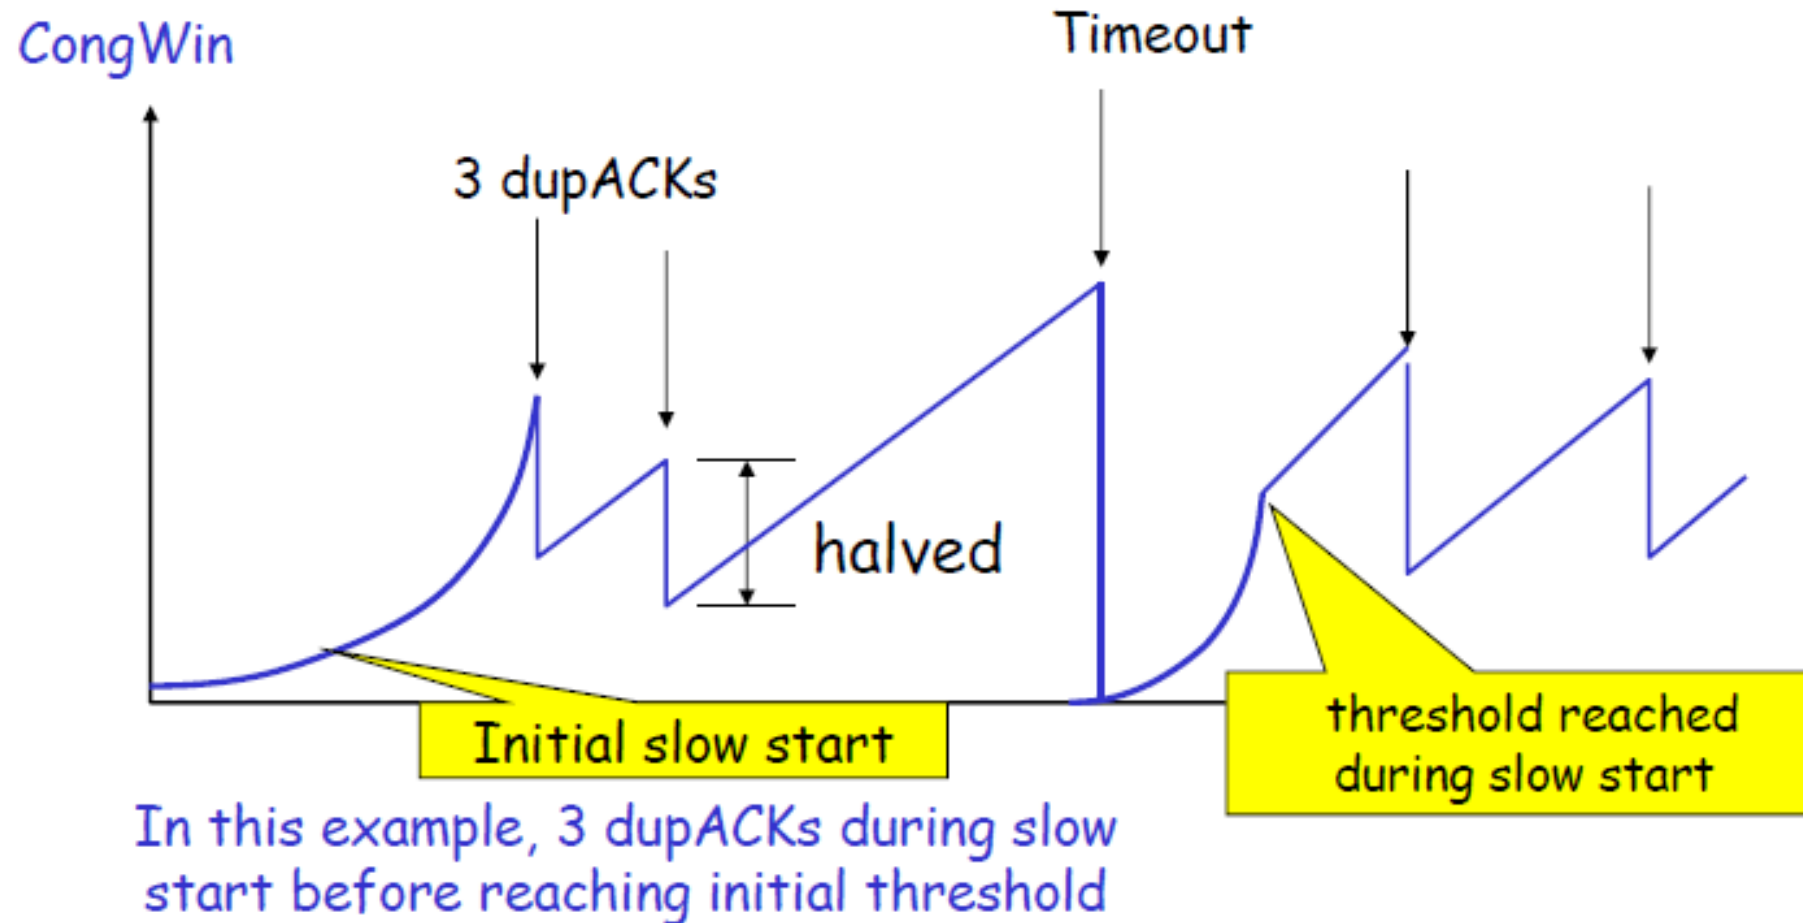 CongWin
Timeout
3 dupACKs
halved
Initial slow start
threshold reached
during slow start
In this example, 3 dupACKs during slow
start before reaching initial threshold